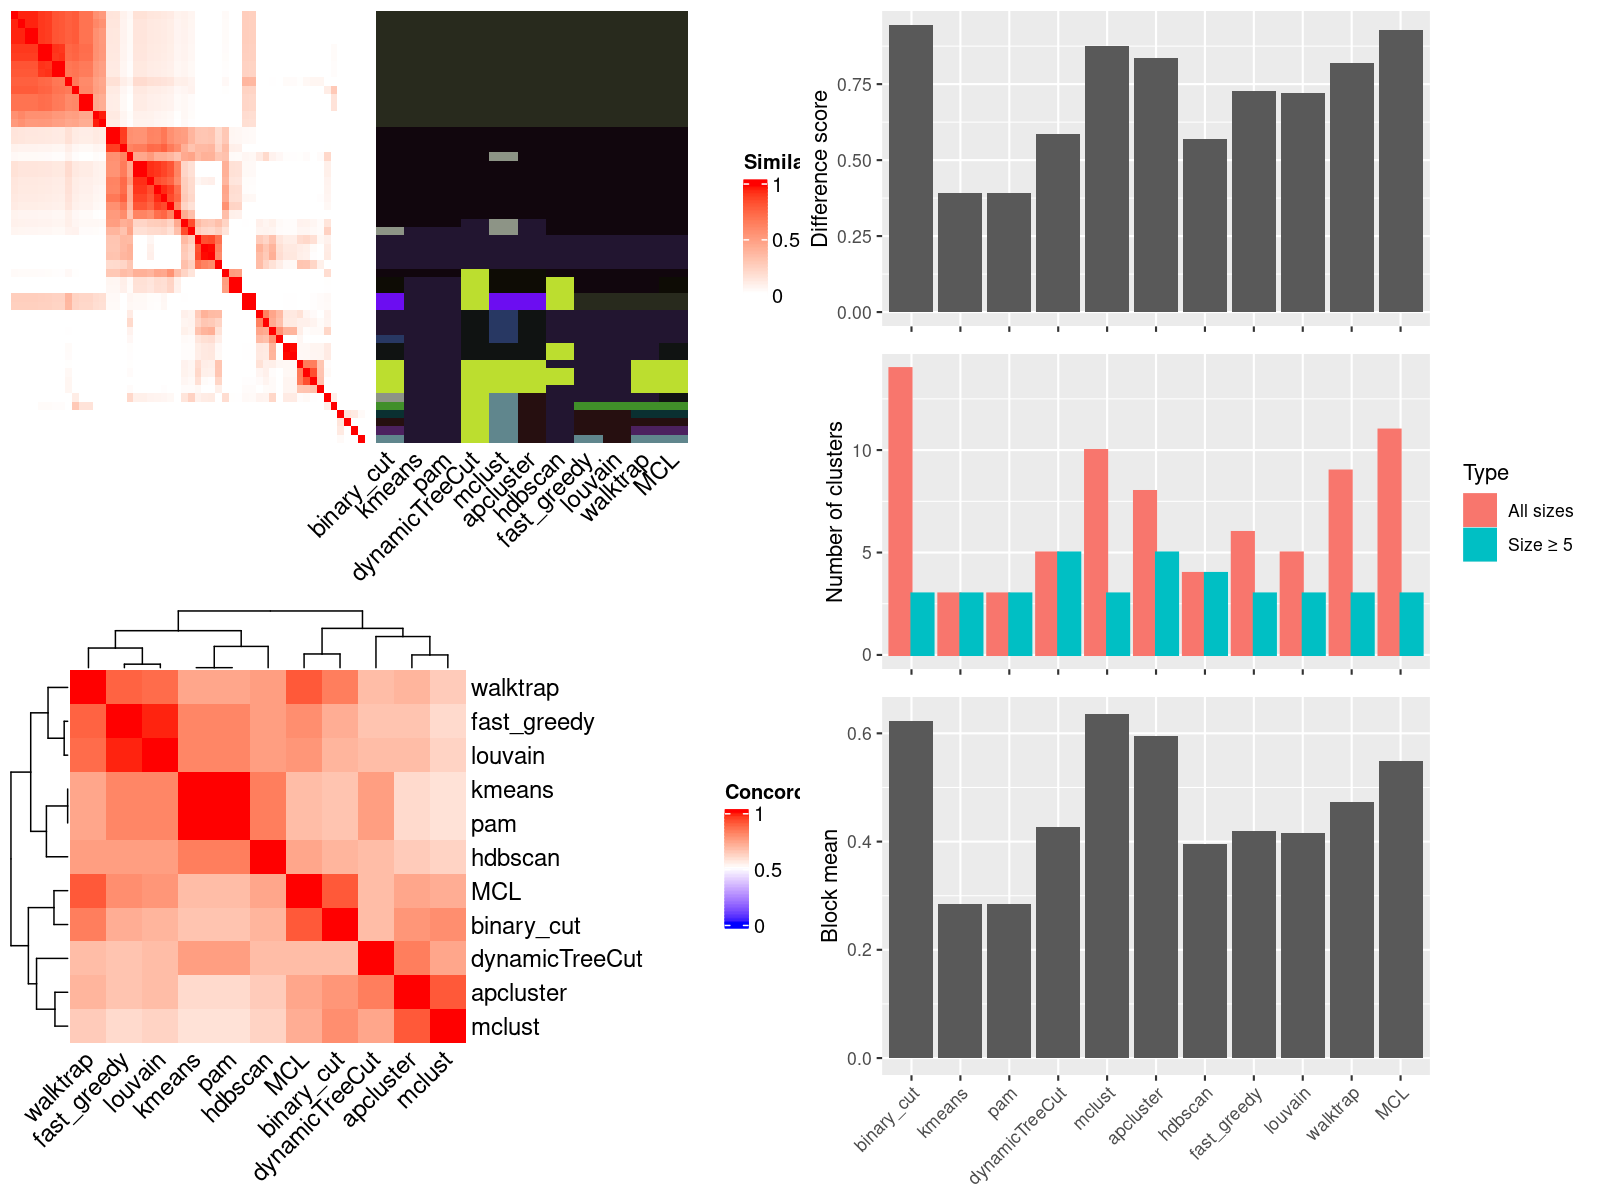 Simila
1
0.5
0
binary_cut
kmeans
pam
dynamicTreeCut
mclust
apcluster
hdbscan
fast_greedy
louvain
walktrap
MCL
walktrap
fast_greedy
louvain
kmeans
pam
hdbscan
MCL
binary_cut
dynamicTreeCut
apcluster
mclust
Concord
1
0.5
0
walktrap
fast_greedy
louvain
kmeans
pam
hdbscan
MCL
binary_cut
dynamicTreeCut
apcluster
mclust
Difference score
0.75
0.50
0.25
0.00
Number of clusters
10
5
0
Type
All sizes
Size ≥ 5
Block mean
0.6
0.4
0.2
0.0
binary_cut
kmeans
pam
dynamicTreeCut
mclust
apcluster
hdbscan
fast_greedy
louvain
walktrap
MCL